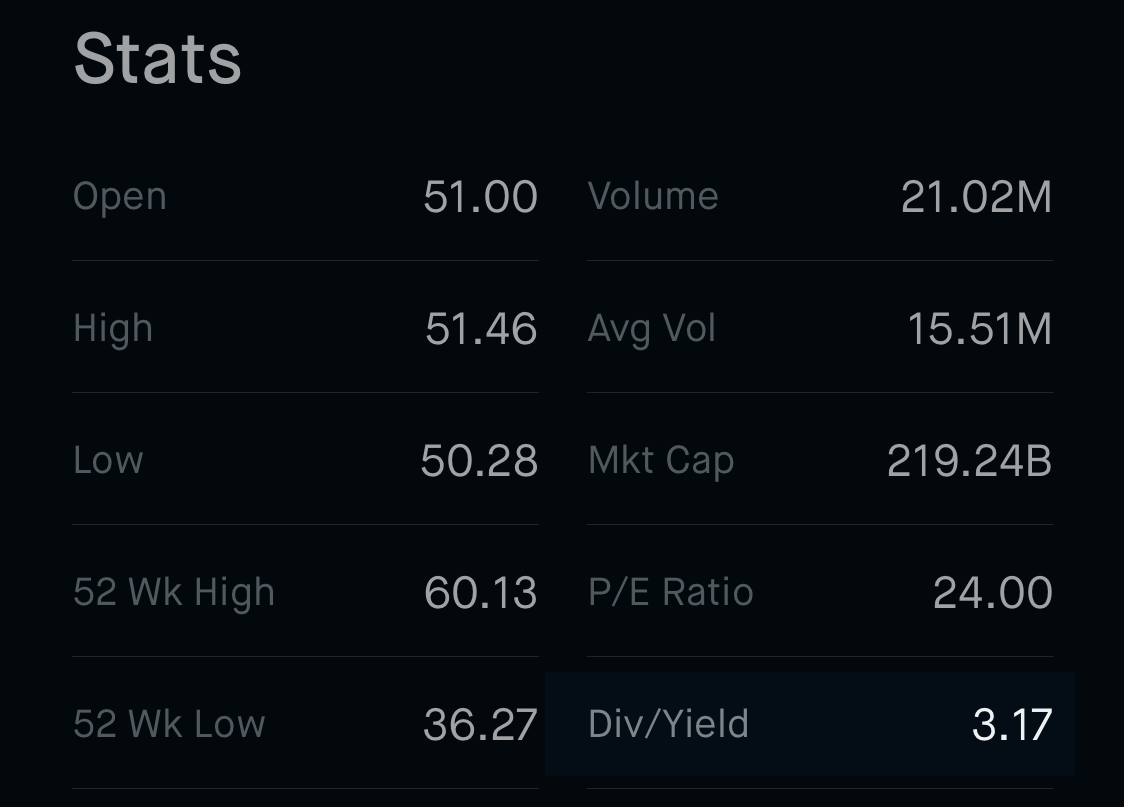 Stats
Open 51.00 Volume 21.02M
High 51.46 Avg Vol 15.51M
Low 50.28 Mkt Cap 219.24B
52 Wk High 60.13 P/E Ratio 24.00
52 Wk Low 36.27 Div/Yield 3.17